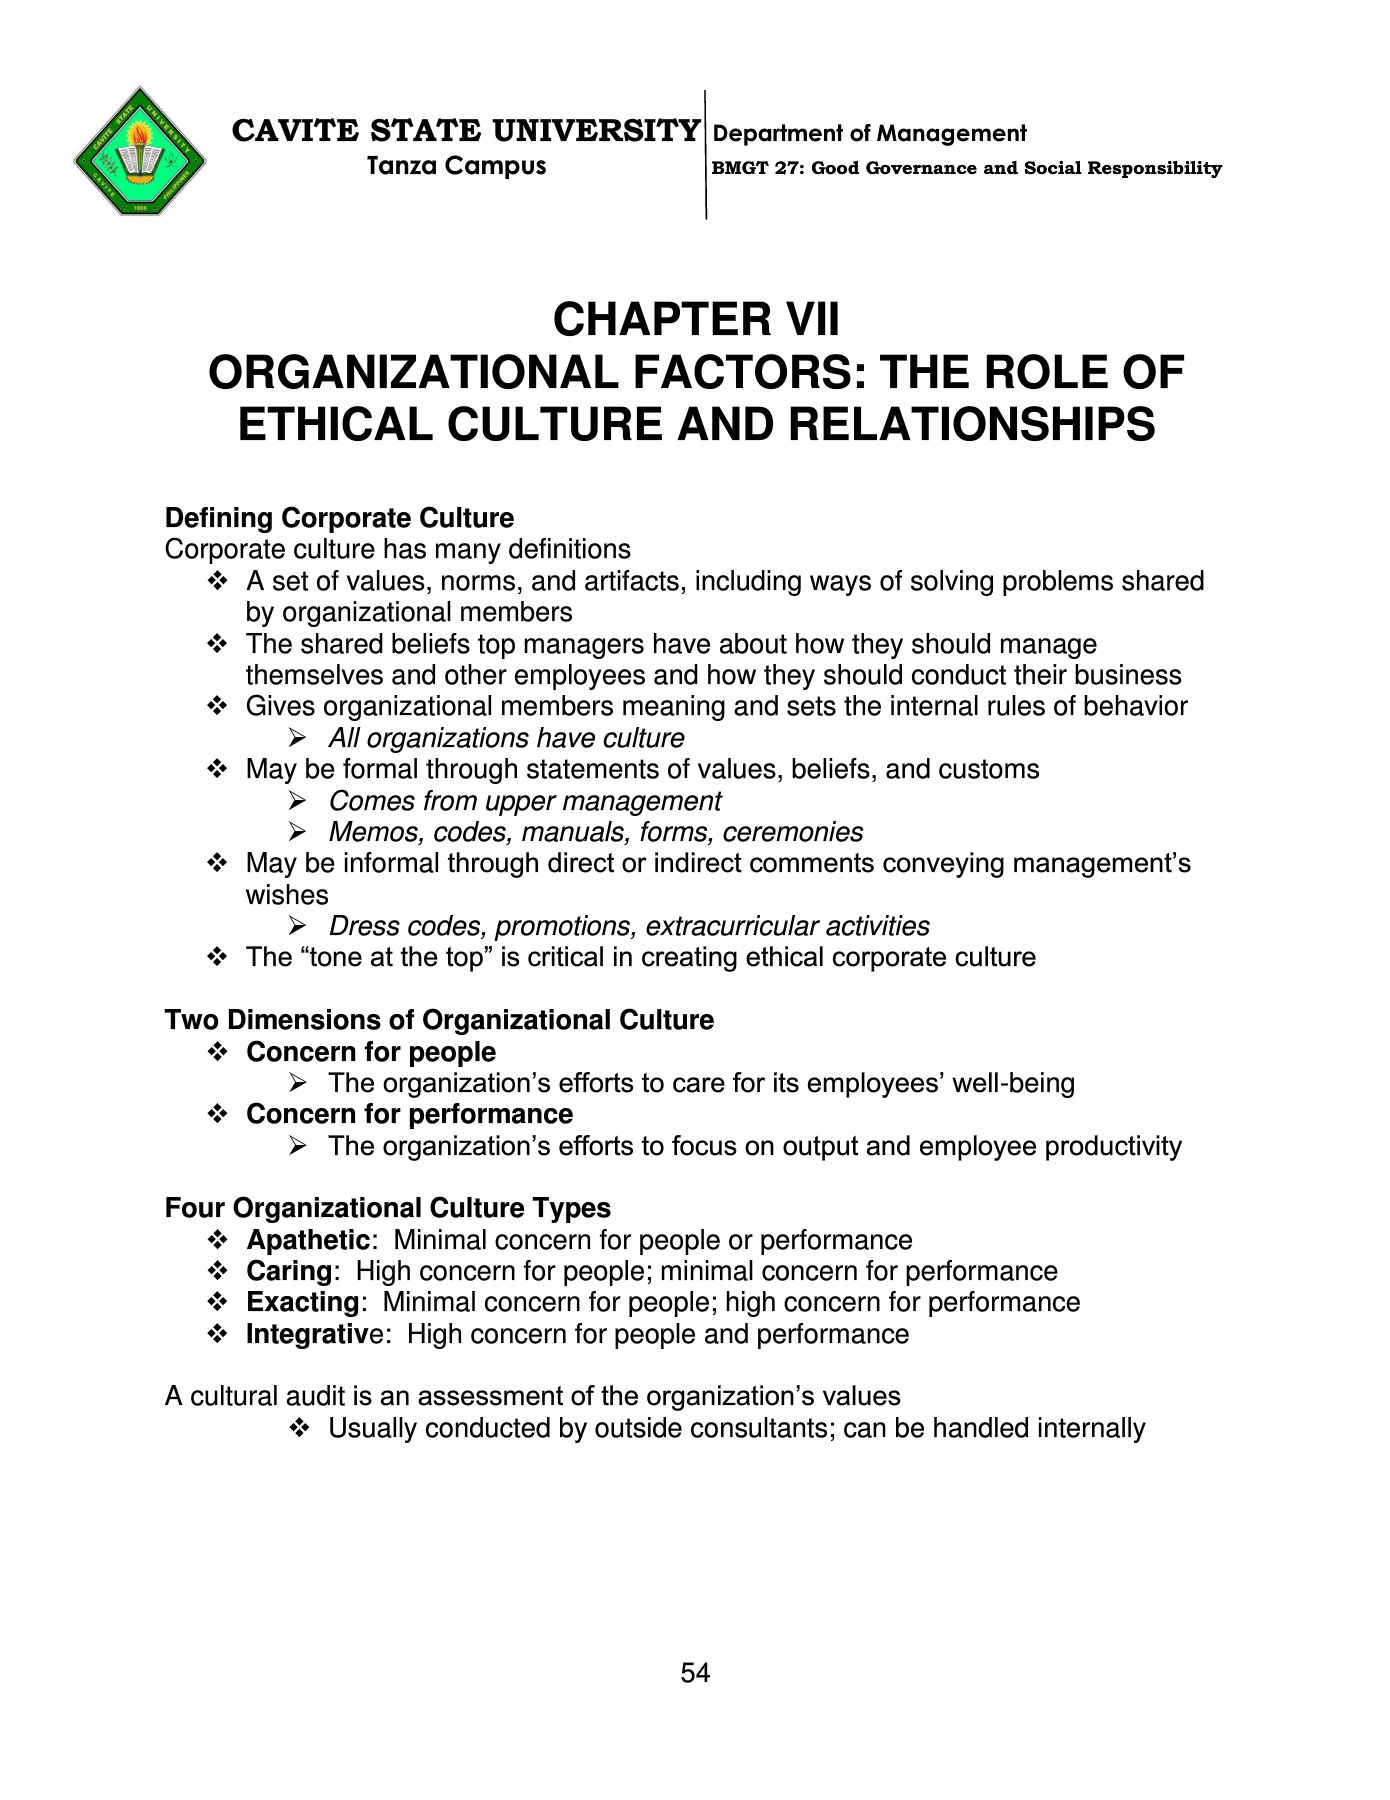 CAVITE STATE UNIVERSITY
Tanza Campus
Department of Management
BMGT 27: Good Governance and Social Responsibility
CAVITE STATE UNIVERSITY
CAVITE
PHILIPPINES
1906
CHAPTER VII
ORGANIZATIONAL FACTORS: THE ROLE OF
ETHICAL CULTURE AND RELATIONSHIPS
Defining Corporate Culture
Corporate culture has many definitions
❖ A set of values, norms, and artifacts, including ways of solving problems shared
by organizational members
❖ The shared beliefs top managers have about how they should manage
themselves and other employees and how they should conduct their business
❖ Gives organizational members meaning and sets the internal rules of behavior
➢ All organizations have culture
❖ May be formal through statements of values, beliefs, and customs
➢ Comes from upper management
➢ Memos, codes, manuals, forms, ceremonies
❖ May be informal through direct or indirect comments conveying management’s
wishes
➢ Dress codes, promotions, extracurricular activities
❖ The “tone at the top” is critical in creating ethical corporate culture
Two Dimensions of Organizational Culture
❖ Concern for people
➢ The organization’s efforts to care for its employees’ well-being
❖ Concern for performance
➢ The organization’s efforts to focus on output and employee productivity
Four Organizational Culture Types
❖ Apathetic: Minimal concern for people or performance
❖ Caring: High concern for people; minimal concern for performance
❖ Exacting: Minimal concern for people; high concern for performance
❖ Integrative: High concern for people and performance
A cultural audit is an assessment of the organization’s values
❖ Usually conducted by outside consultants; can be handled internally
54